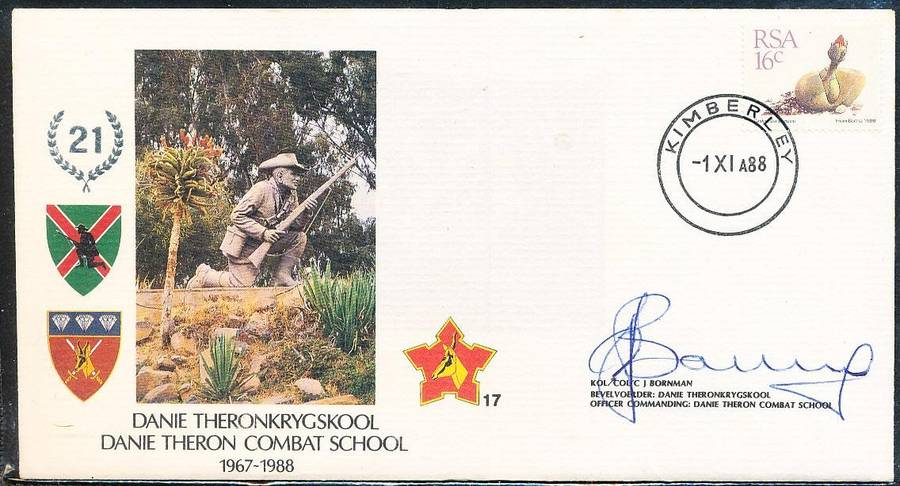 RSA
16c
KIMBERLEY
-1 XI A88
21
17
KOL/COL C J BORNMAN
BEVELVOERDER: DANIE THERONKRYGSKOOL
OFFICER COMMANDING: DANIE THERON COMBAT SCHOOL
DANIE THERONKRYGSKOOL
DANIE THERON COMBAT SCHOOL
1967-1988